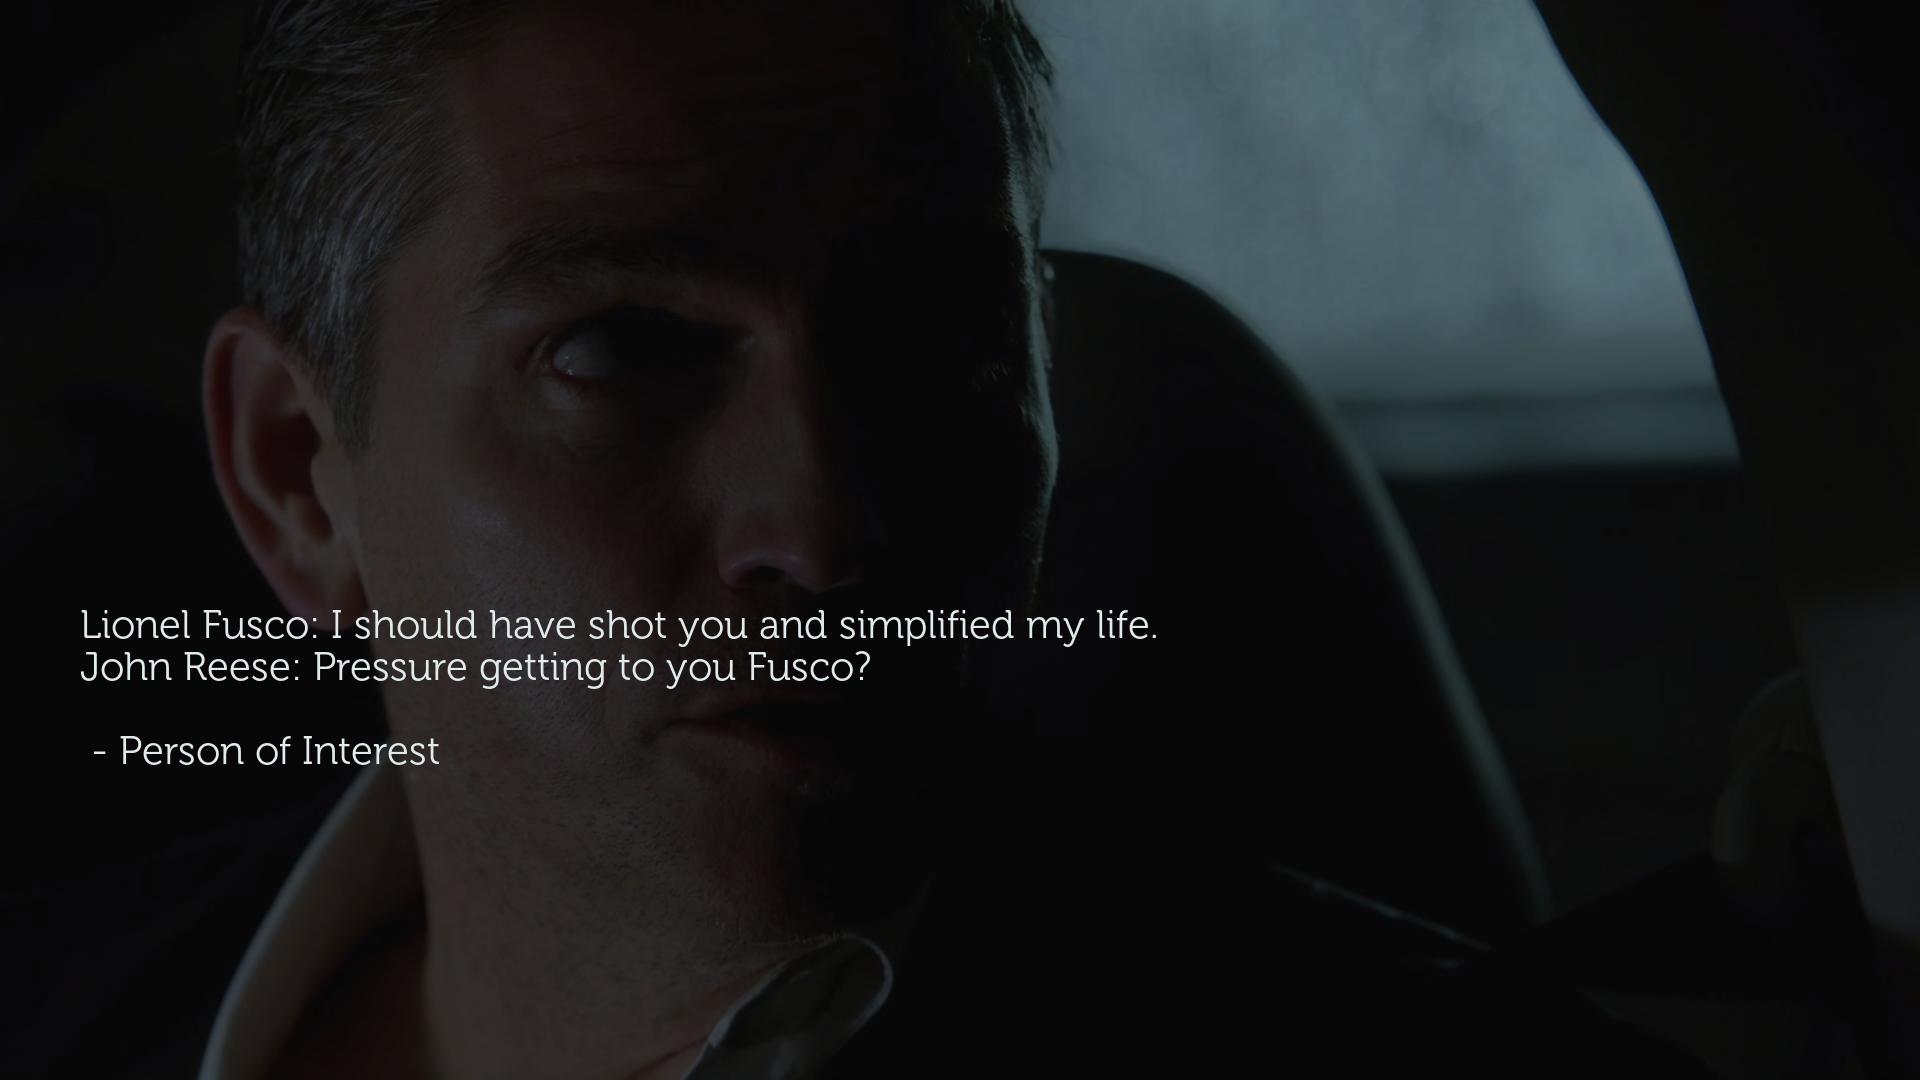 Lionel Fusco: I should have shot you and simplified my life.
John Reese: Pressure getting to you Fusco?
- Person of Interest